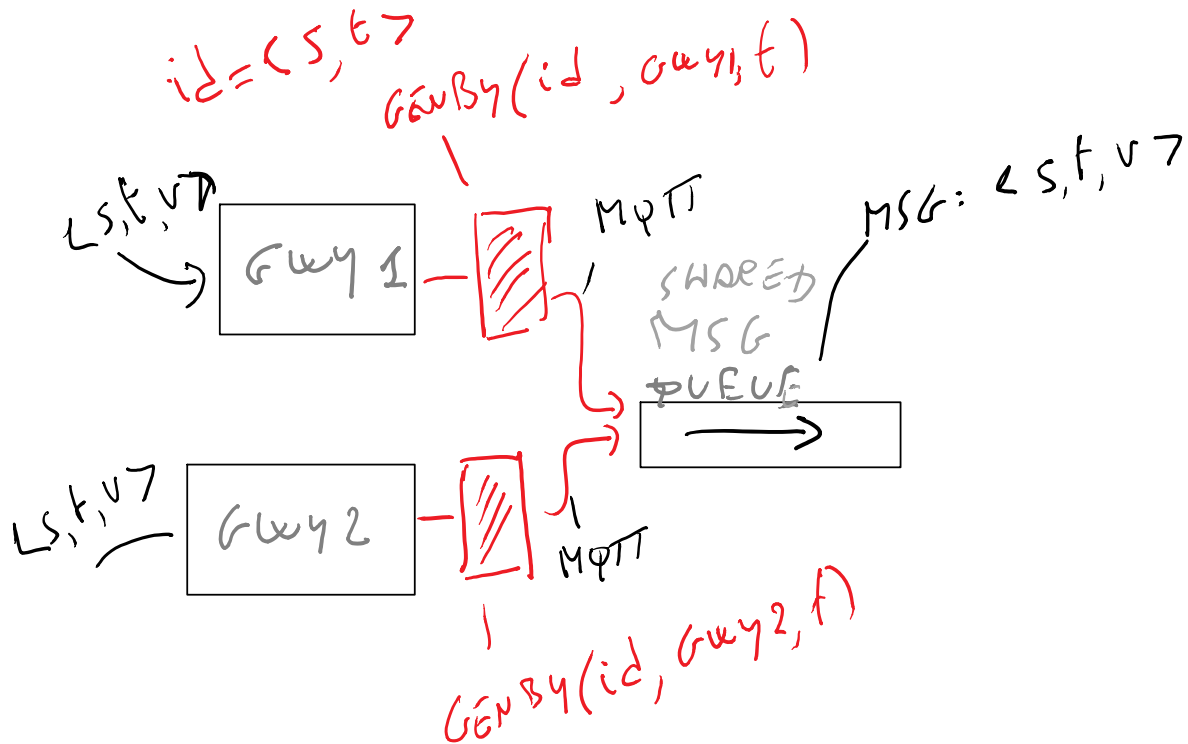 id=<s,t>
GENBY(id, GWY1,t)
<s,t,v>
GWY 1
MQTT
MSG: <s,t,v>
SHARED
MSG
QUEUE
<s,t,v>
GWY 2
MQTT
GENBY(id, GWY2,t)